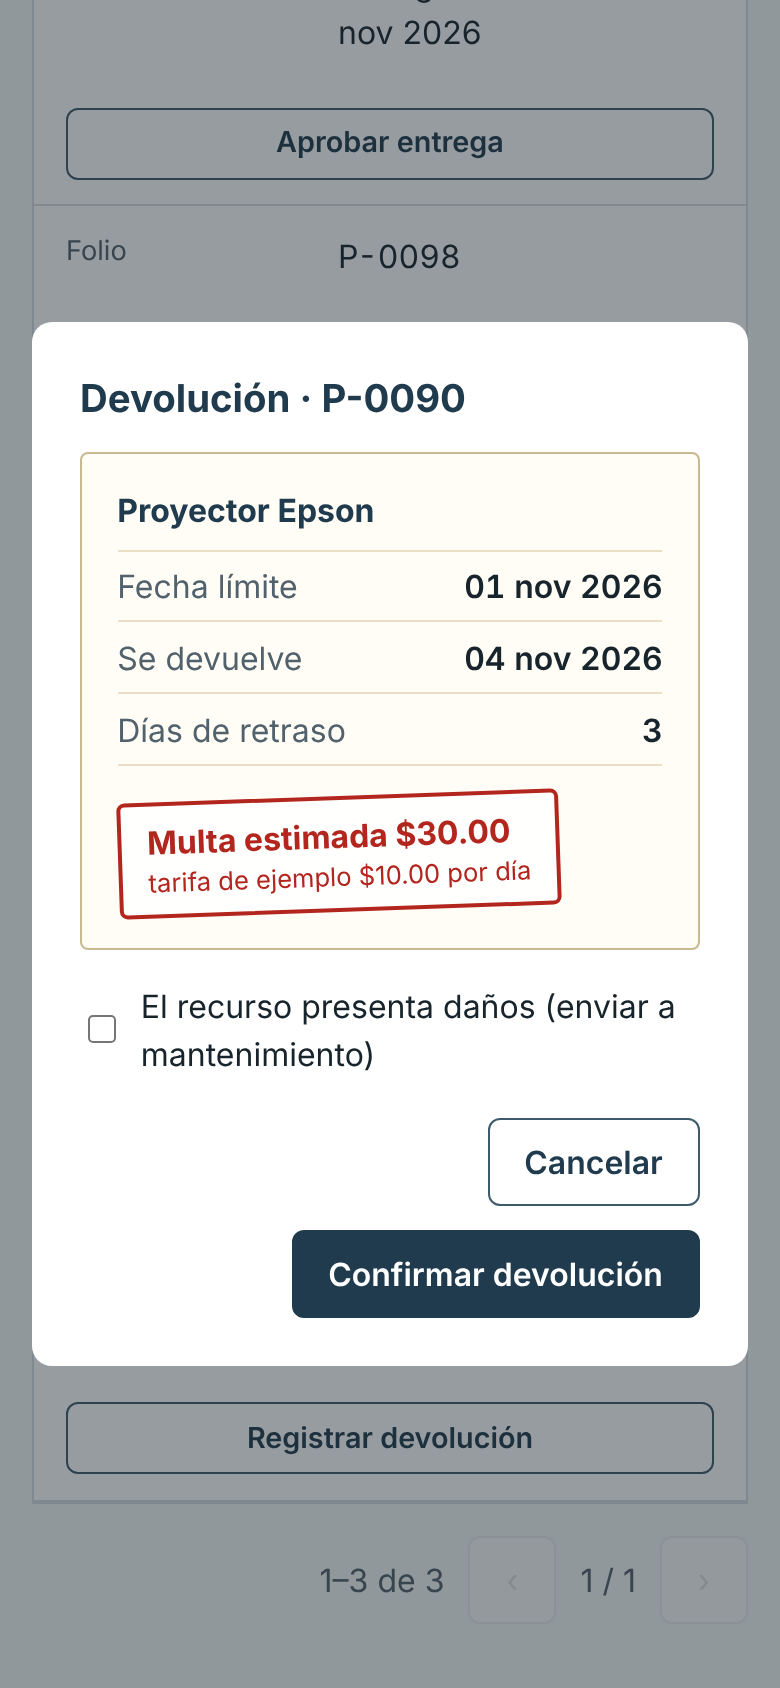 nov 2026
Aprobar entrega
Folio P-0098
Devolución · P-0090
Proyector Epson
Fecha límite 01 nov 2026
Se devuelve 04 nov 2026
Días de retraso 3
Multa estimada $30.00
tarifa de ejemplo $10.00 por día
El recurso presenta daños (enviar a
mantenimiento)
Cancelar
Confirmar devolución
Registrar devolución
1–3 de 3 ‹ 1 / 1 ›